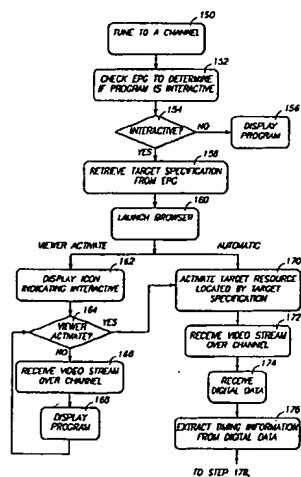 150
TUNE TO A CHANNEL
152
CHECK EPG TO DETERMINE
IF PROGRAM IS INTERACTIVE
154
INTERACTIVE?
NO
156
DISPLAY
PROGRAM
YES
158
RETRIEVE TARGET SPECIFICATION
FROM EPG
160
LAUNCH BROWSER
VIEWER ACTIVATE
AUTOMATIC
162
DISPLAY ICON
INDICATING INTERACTIVE
164
VIEWER
ACTIVATE?
YES
NO
166
RECEIVE VIDEO STREAM
OVER CHANNEL
168
DISPLAY
PROGRAM
170
ACTIVATE TARGET RESOURCE
LOCATED BY TARGET
SPECIFICATION
172
RECEIVE VIDEO STREAM
OVER CHANNEL
174
RECEIVE
DIGITAL DATA
176
EXTRACT TIMING INFORMATION
FROM DIGITAL DATA
TO STEP 178,